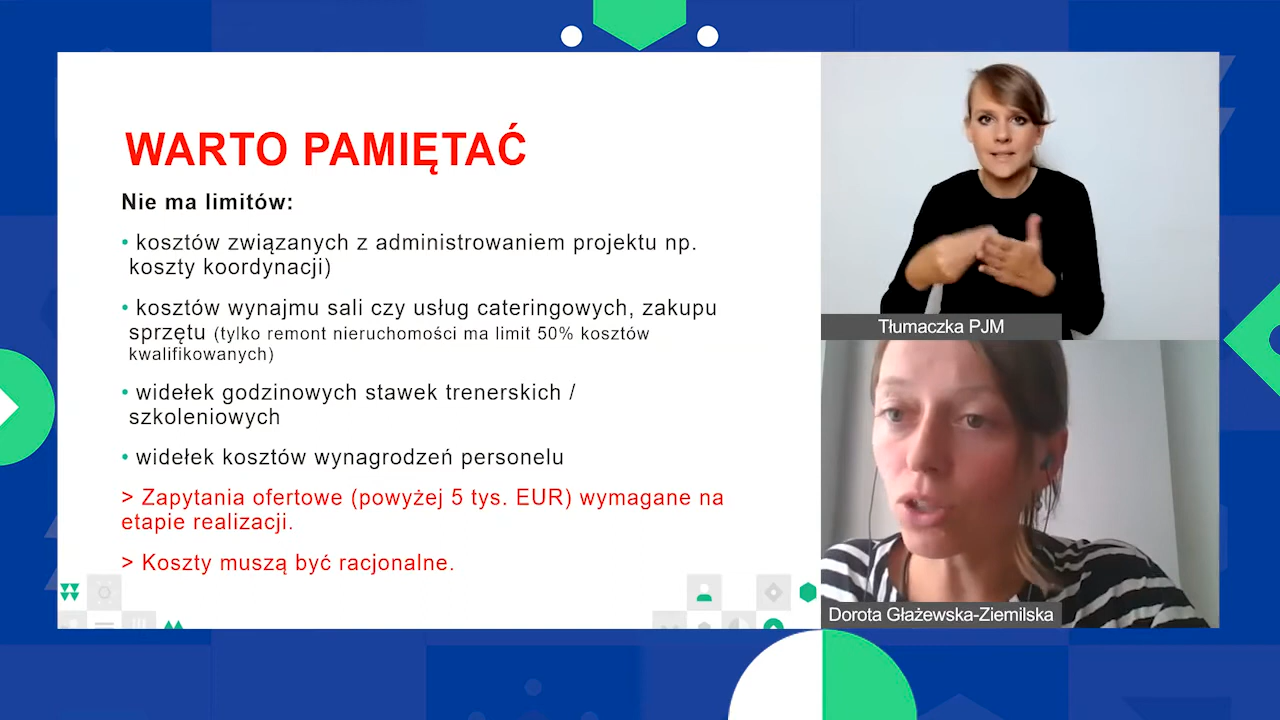 WARTO PAMIĘTAĆ
Nie ma limitów:
• kosztów związanych z administrowaniem projektu np.
koszty koordynacji)
• kosztów wynajmu sali czy usług cateringowych, zakupu
sprzętu (tylko remont nieruchomości ma limit 50% kosztów
kwalifikowanych)
• widełek godzinowych stawek trenerskich /
szkoleniowych
• widełek kosztów wynagrodzeń personelu
> Zapytania ofertowe (powyżej 5 tys. EUR) wymagane na
etapie realizacji.
> Koszty muszą być racjonalne.
Tłumaczka PJM
Dorota Głażewska-Ziemilska